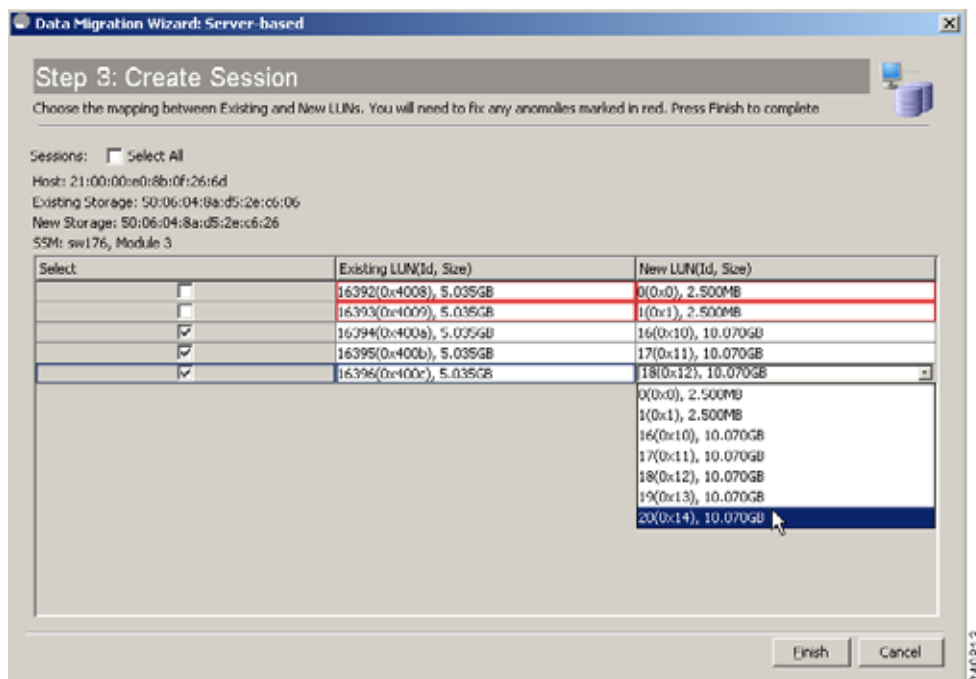 Data Migration Wizard: Server-based
Step 3: Create Session
Choose the mapping between Existing and New LUNs. You will need to fix any anomolies marked in red. Press Finish to complete
Sessions: Select All
Host: 21:00:00:e0:8b:0f:26:6d
Existing Storage: 50:06:04:8a:d5:2e:c6:06
New Storage: 50:06:04:8a:d5:2e:c6:26
SSM: sw176, Module 3
Select Existing LUN(Id, Size) New LUN(Id, Size)
16392(0x4008), 5.035GB 0(0x0), 2.500MB
16393(0x4009), 5.035GB 1(0x1), 2.500MB
16394(0x400a), 5.035GB 16(0x10), 10.070GB
16395(0x400b), 5.035GB 17(0x11), 10.070GB
16396(0x400c), 5.035GB 18(0x12), 10.070GB
0(0x0), 2.500MB
1(0x1), 2.500MB
16(0x10), 10.070GB
17(0x11), 10.070GB
18(0x12), 10.070GB
19(0x13), 10.070GB
20(0x14), 10.070GB
Finish Cancel